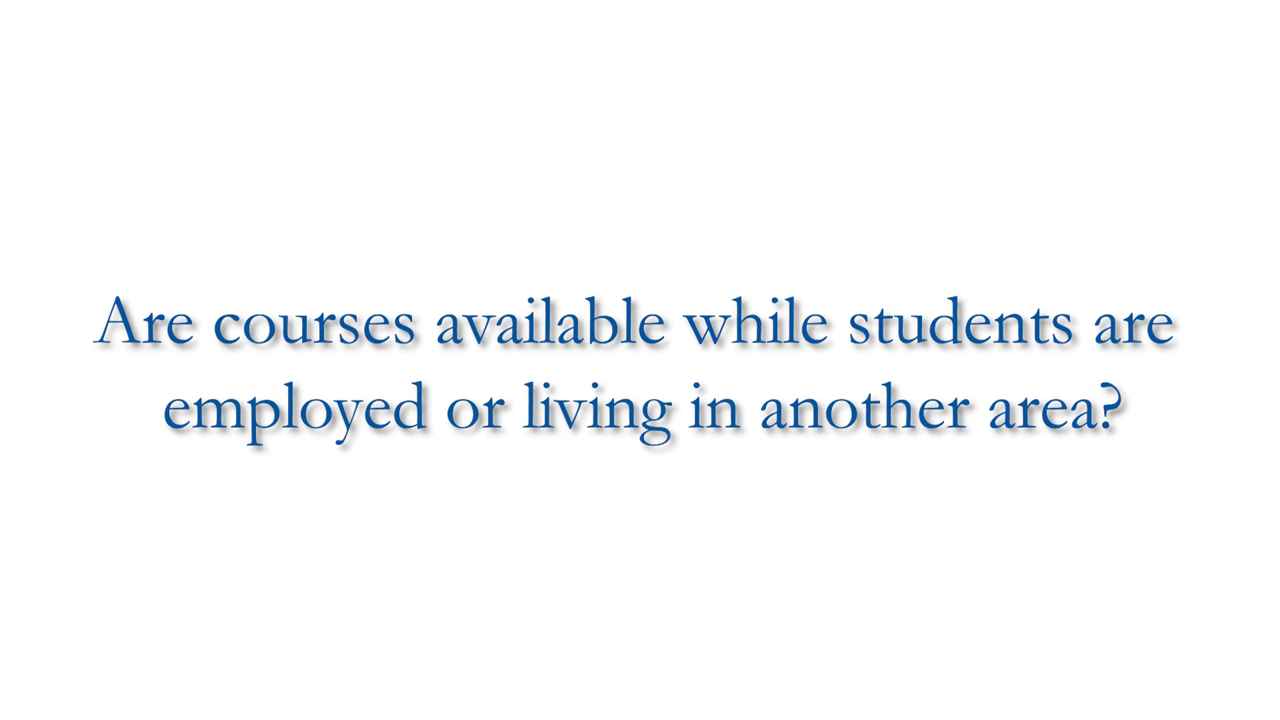 Are courses available while students are
employed or living in another area?